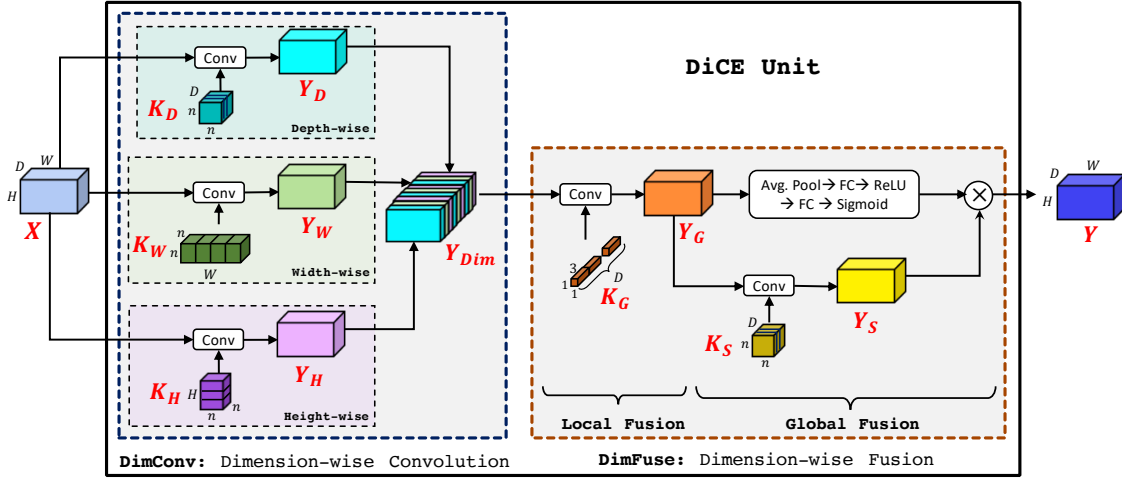 DiCE Unit
D
W
H
X
Conv
K_D
D
n
n
Y_D
Depth-wise
Conv
K_W
n
n
W
Y_W
Width-wise
Conv
K_H
H
n
n
Y_H
Height-wise
Y_Dim
Conv
3
1
1
D
K_G
Y_G
Avg. Pool→ FC→ ReLU
→ FC → Sigmoid
×
Conv
K_S
D
n
n
Y_S
D
W
H
Y
Local Fusion
Global Fusion
DimConv: Dimension-wise Convolution
DimFuse: Dimension-wise Fusion